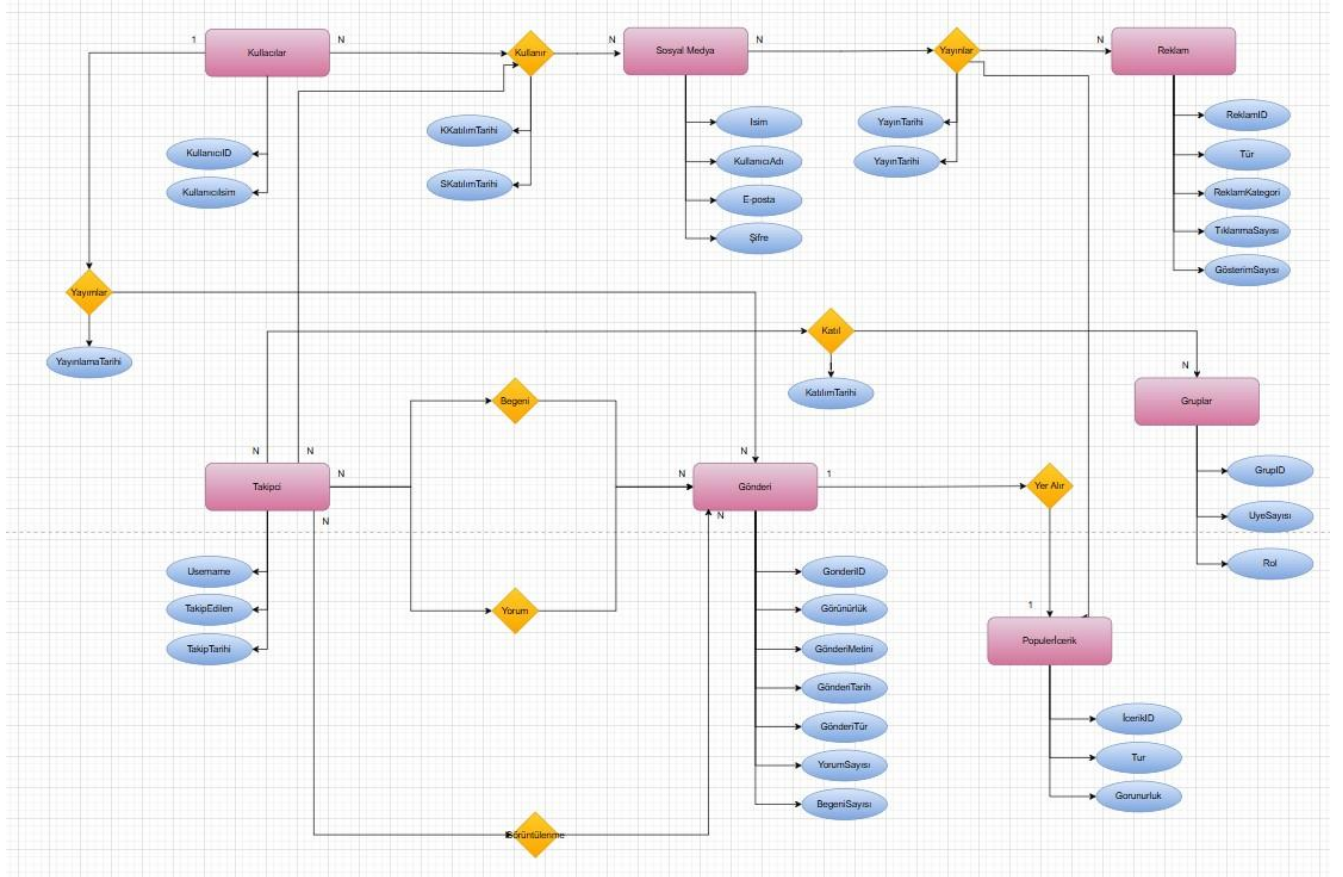 1
Kullacılar
N
Kullanır
N
Sosyal Medya
N
Yayınlar
N
Reklam
KullanıcıID
Kullanıcılsim
KKatılımTarihi
SKatılımTarihi
Isim
KullanıcıAdı
E-posta
Şifre
YayınTarihi
YayınTarihi
ReklamID
Tür
ReklamKategori
TıklanmaSayısı
GösterimSayısı
Yayımlar
YayınlamaTarihi
Katıl
KatılımTarihi
N
Gruplar
GrupID
UyeSayısı
Rol
Begeni
N
N
Takipci
N
N
Username
TakipEdilen
TakipTarihi
Yorum
Görüntülenme
N
N
Gönderi
1
N
GonderiID
Görünürlük
GönderiMetini
GönderiTarih
GönderiTür
YorumSayısı
BegeniSayısı
Yer Alır
1
Populerİcerik
İcerikID
Tur
Gorunurluk